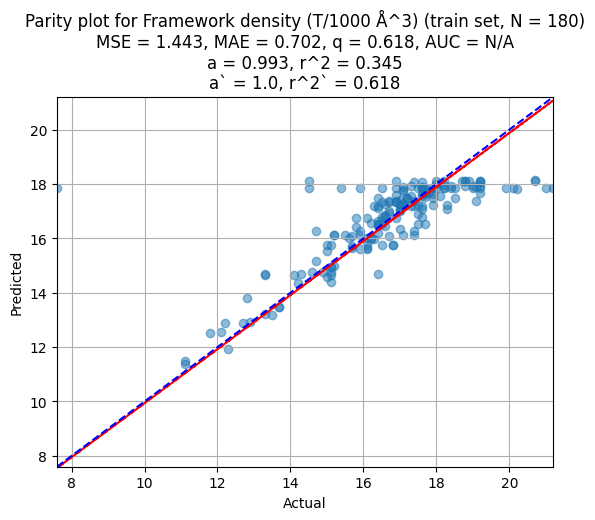 Parity plot for Framework density (T/1000 Å^3) (train set, N = 180)
MSE = 1.443, MAE = 0.702, q = 0.618, AUC = N/A
a = 0.993, r^2 = 0.345
a` = 1.0, r^2` = 0.618
20
18
16
14
12
10
8
Predicted
8 10 12 14 16 18 20
Actual